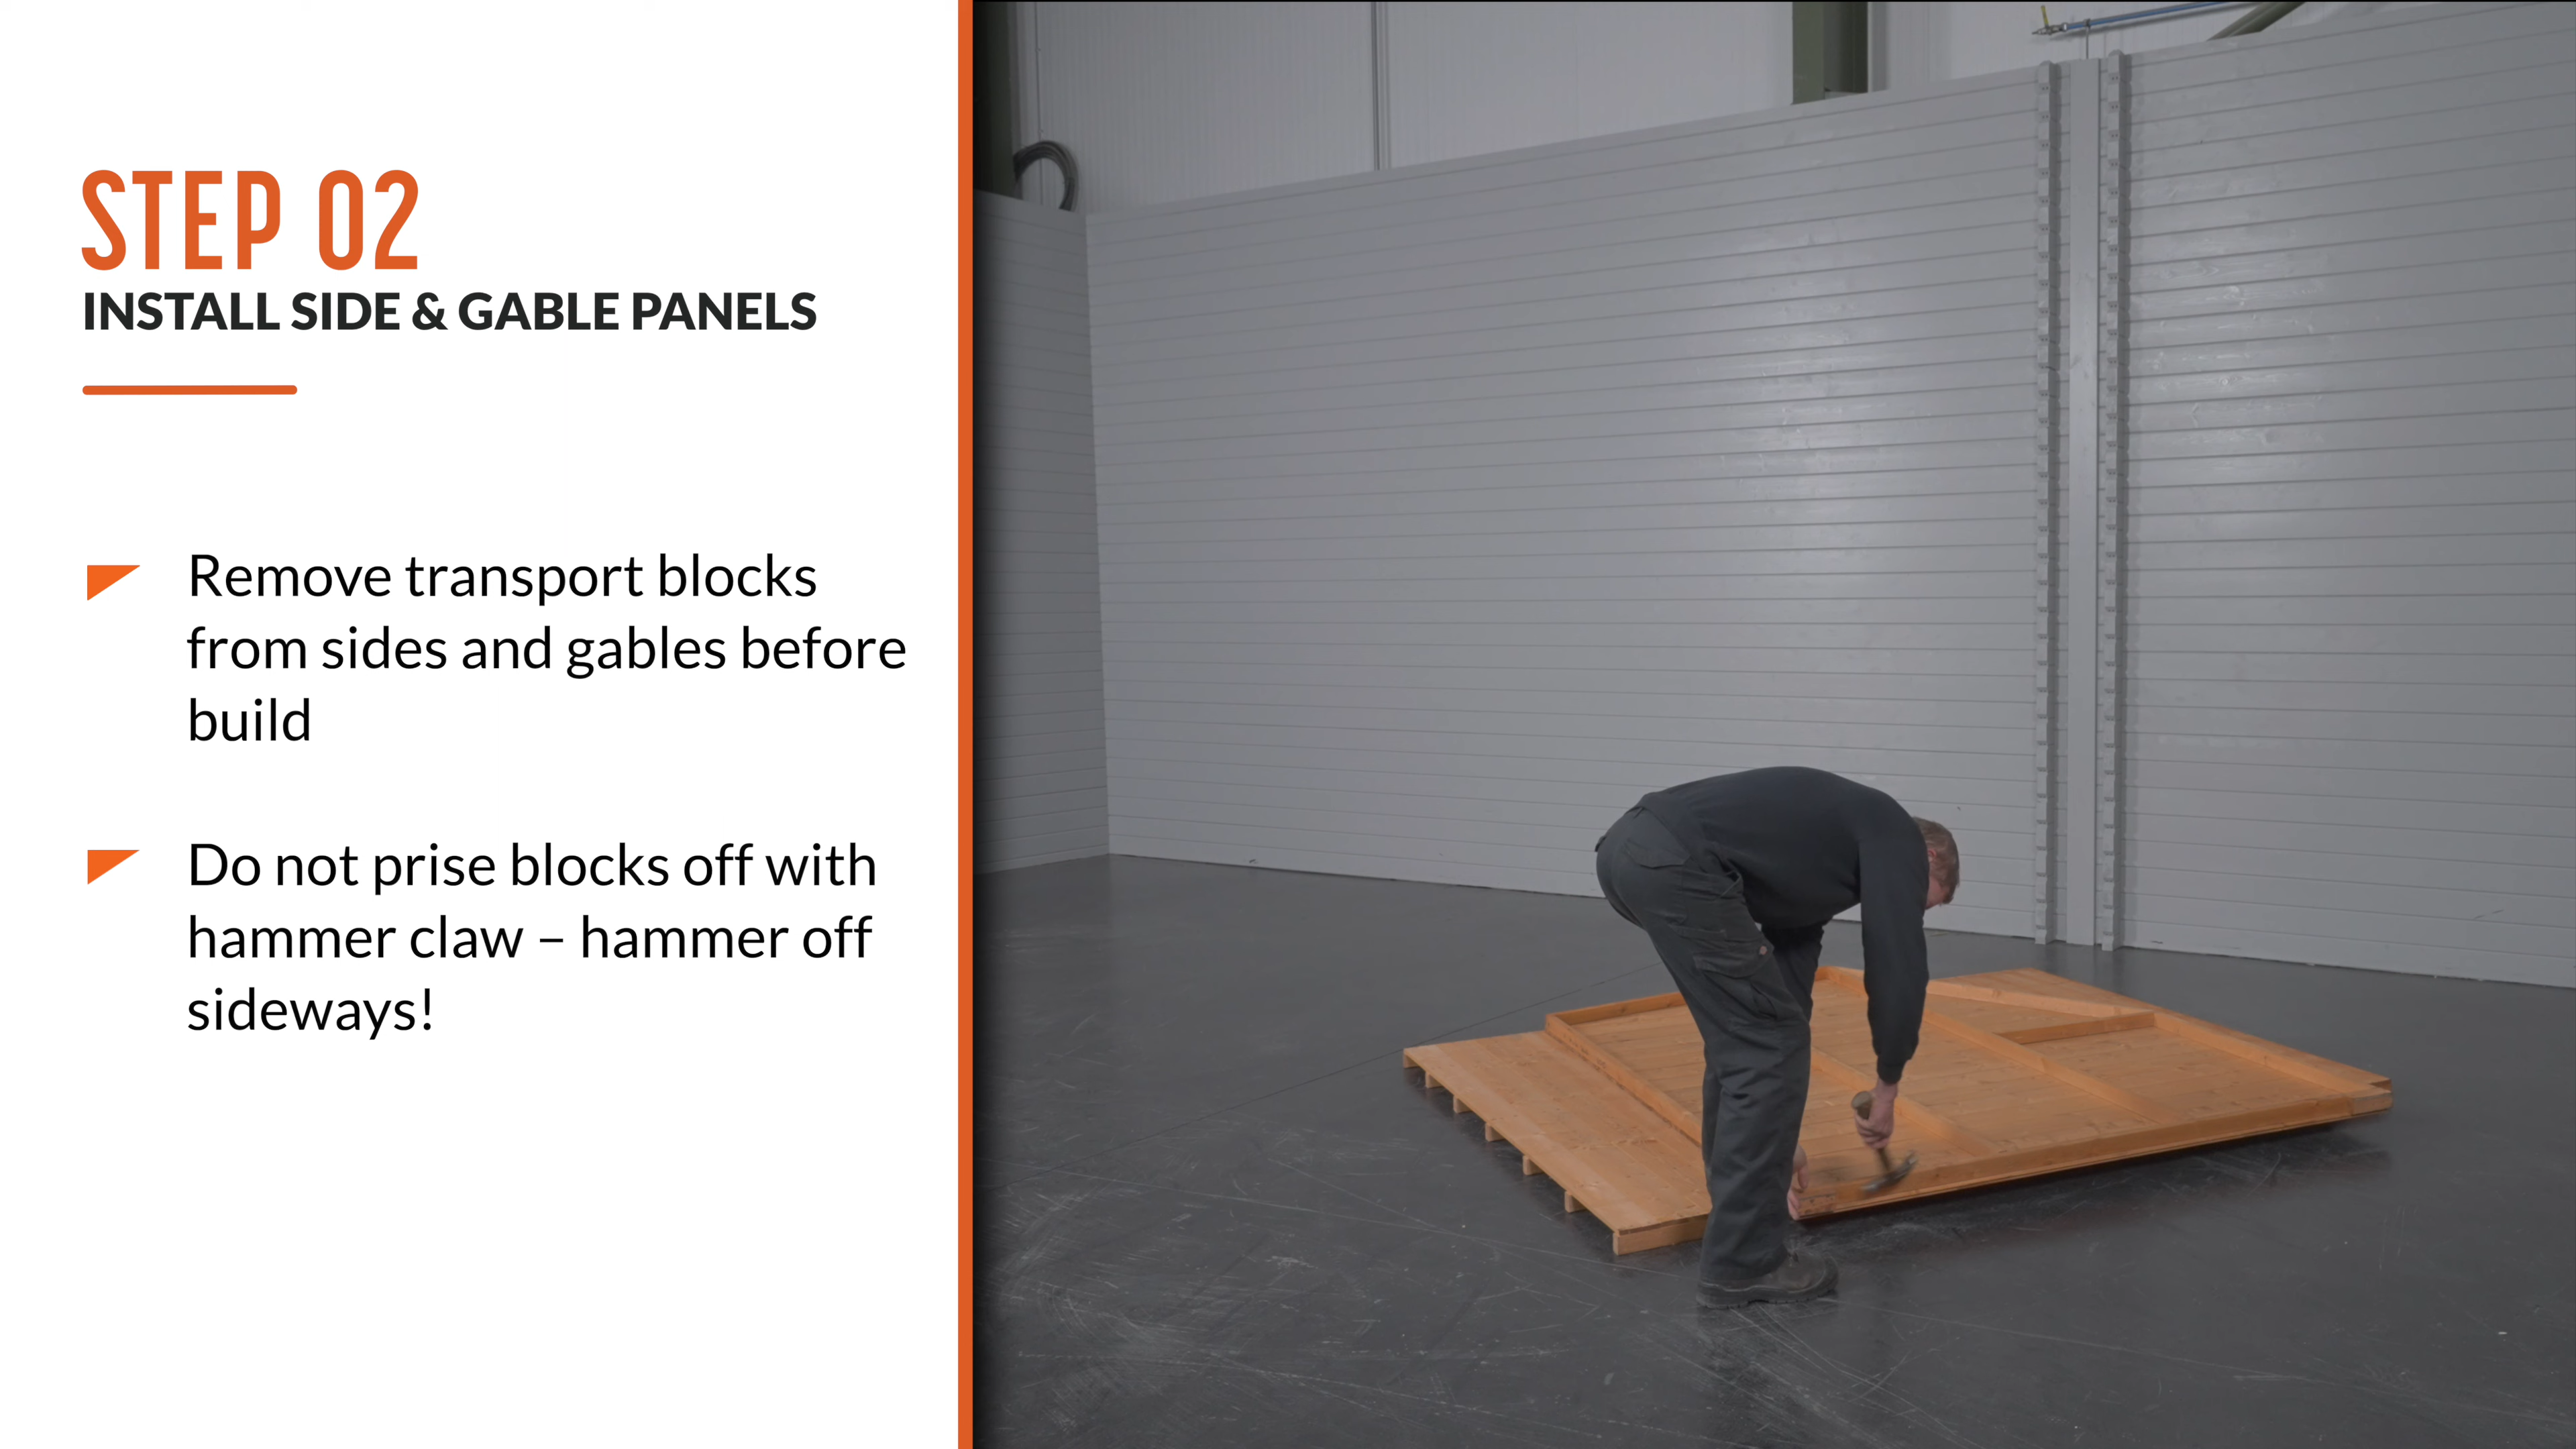 STEP 02
INSTALL SIDE & GABLE PANELS
Remove transport blocks
from sides and gables before
build
Do not prise blocks off with
hammer claw – hammer off
sideways!